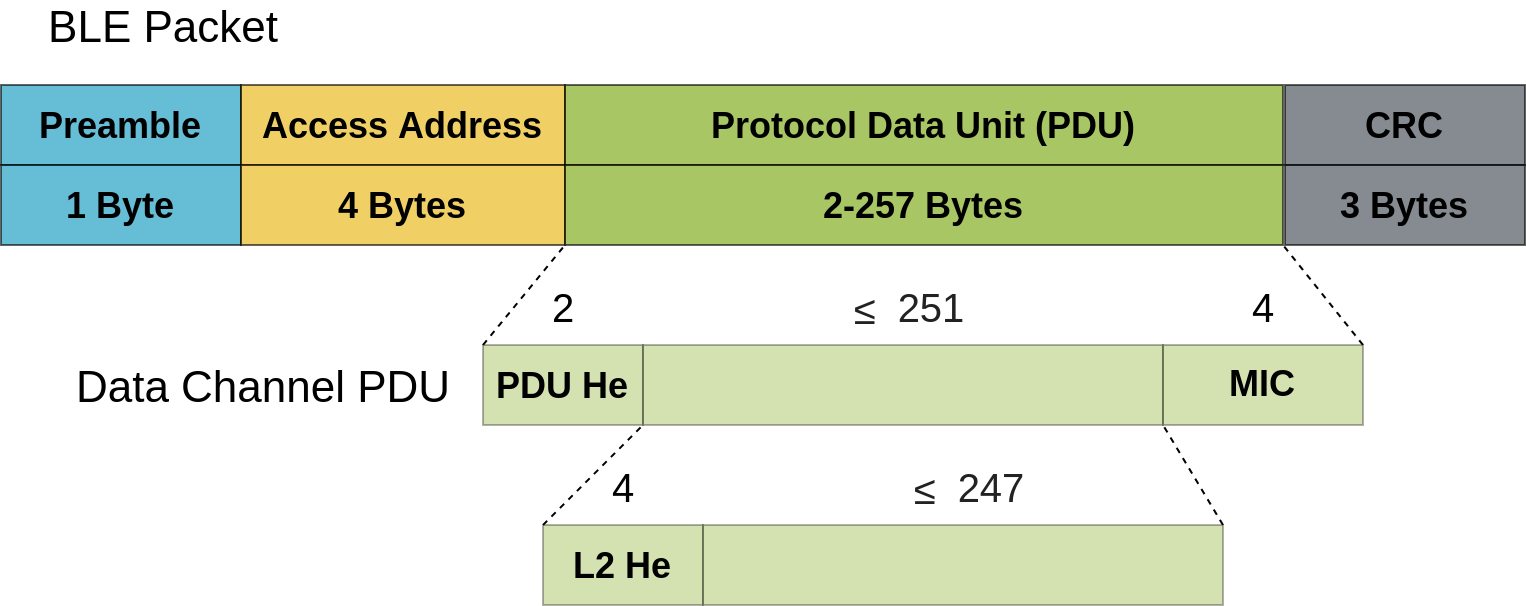 BLE Packet
Preamble Access Address Protocol Data Unit (PDU) CRC
1 Byte 4 Bytes 2-257 Bytes 3 Bytes
2 ≤ 251 4
Data Channel PDU PDU He MIC
4 ≤ 247
L2 He